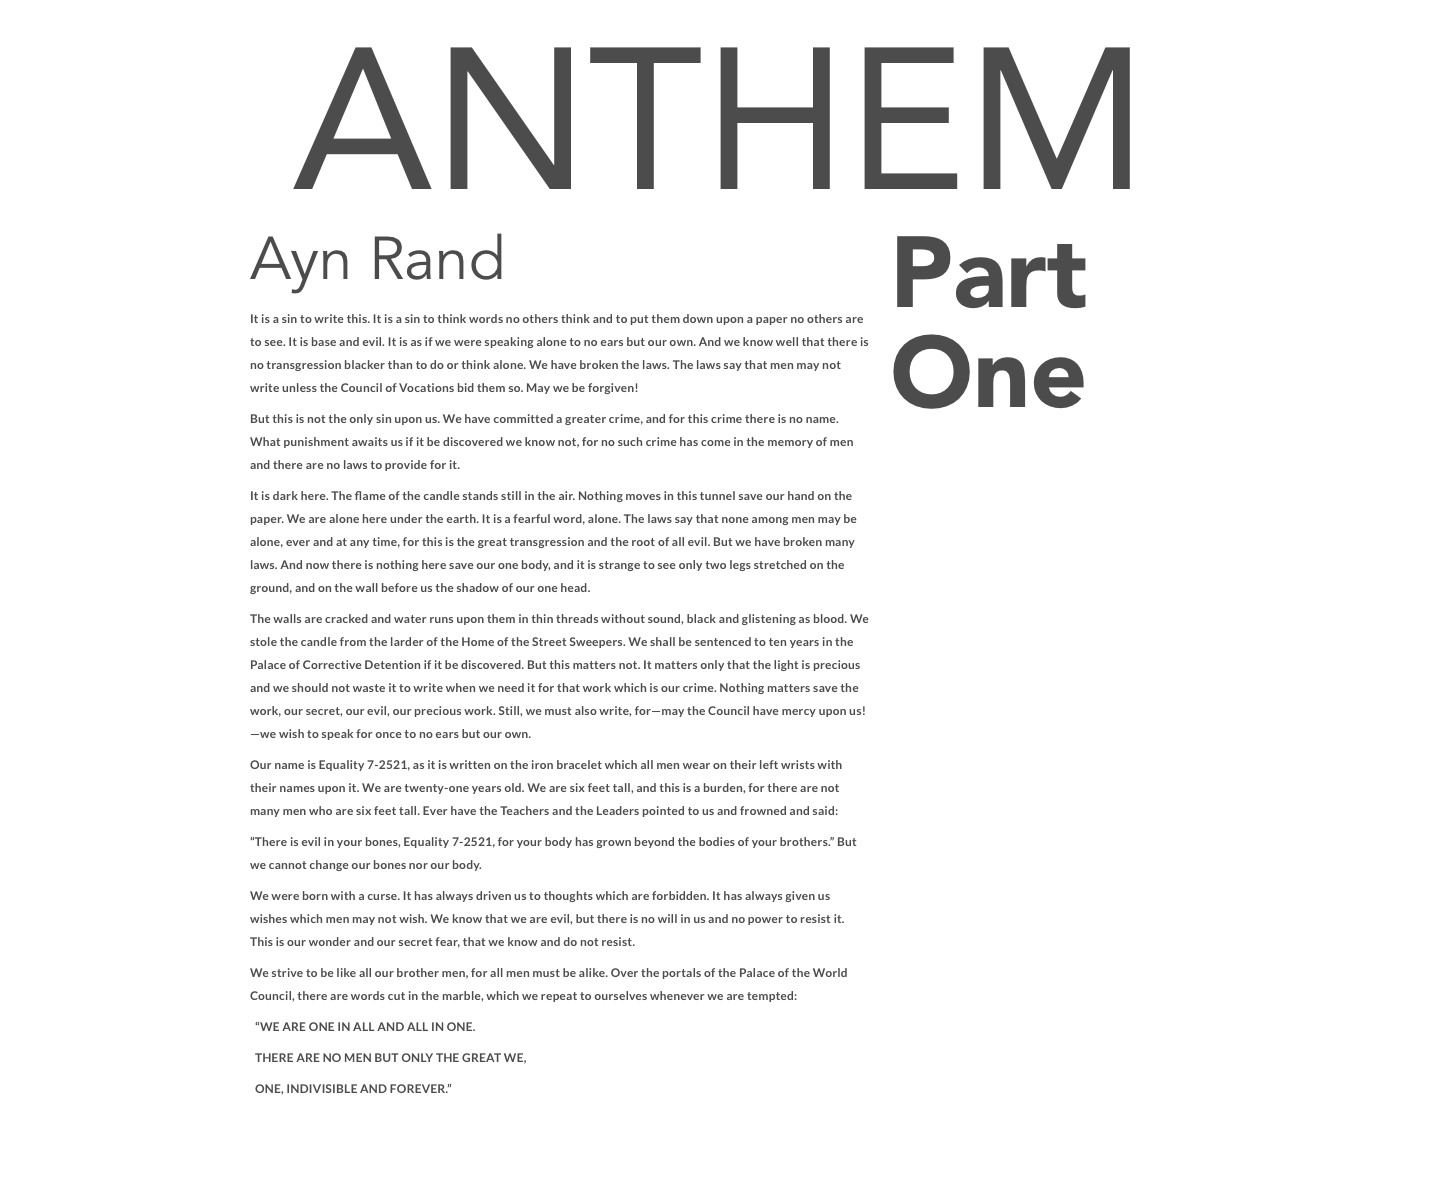 ANTHEM
Ayn Rand
Part
One
It is a sin to write this. It is a sin to think words no others think and to put them down upon a paper no others are
to see. It is base and evil. It is as if we were speaking alone to no ears but our own. And we know well that there is
no transgression blacker than to do or think alone. We have broken the laws. The laws say that men may not
write unless the Council of Vocations bid them so. May we be forgiven!
But this is not the only sin upon us. We have committed a greater crime, and for this crime there is no name.
What punishment awaits us if it be discovered we know not, for no such crime has come in the memory of men
and there are no laws to provide for it.
It is dark here. The flame of the candle stands still in the air. Nothing moves in this tunnel save our hand on the
paper. We are alone here under the earth. It is a fearful word, alone. The laws say that none among men may be
alone, ever and at any time, for this is the great transgression and the root of all evil. But we have broken many
laws. And now there is nothing here save our one body, and it is strange to see only two legs stretched on the
ground, and on the wall before us the shadow of our one head.
The walls are cracked and water runs upon them in thin threads without sound, black and glistening as blood. We
stole the candle from the larder of the Home of the Street Sweepers. We shall be sentenced to ten years in the
Palace of Corrective Detention if it be discovered. But this matters not. It matters only that the light is precious
and we should not waste it to write when we need it for that work which is our crime. Nothing matters save the
work, our secret, our evil, our precious work. Still, we must also write, for—may the Council have mercy upon us!
—we wish to speak for once to no ears but our own.
Our name is Equality 7-2521, as it is written on the iron bracelet which all men wear on their left wrists with
their names upon it. We are twenty-one years old. We are six feet tall, and this is a burden, for there are not
many men who are six feet tall. Ever have the Teachers and the Leaders pointed to us and frowned and said:
“There is evil in your bones, Equality 7-2521, for your body has grown beyond the bodies of your brothers.” But
we cannot change our bones nor our body.
We were born with a curse. It has always driven us to thoughts which are forbidden. It has always given us
wishes which men may not wish. We know that we are evil, but there is no will in us and no power to resist it.
This is our wonder and our secret fear, that we know and do not resist.
We strive to be like all our brother men, for all men must be alike. Over the portals of the Palace of the World
Council, there are words cut in the marble, which we repeat to ourselves whenever we are tempted:
“WE ARE ONE IN ALL AND ALL IN ONE.
THERE ARE NO MEN BUT ONLY THE GREAT WE,
ONE, INDIVISIBLE AND FOREVER.”